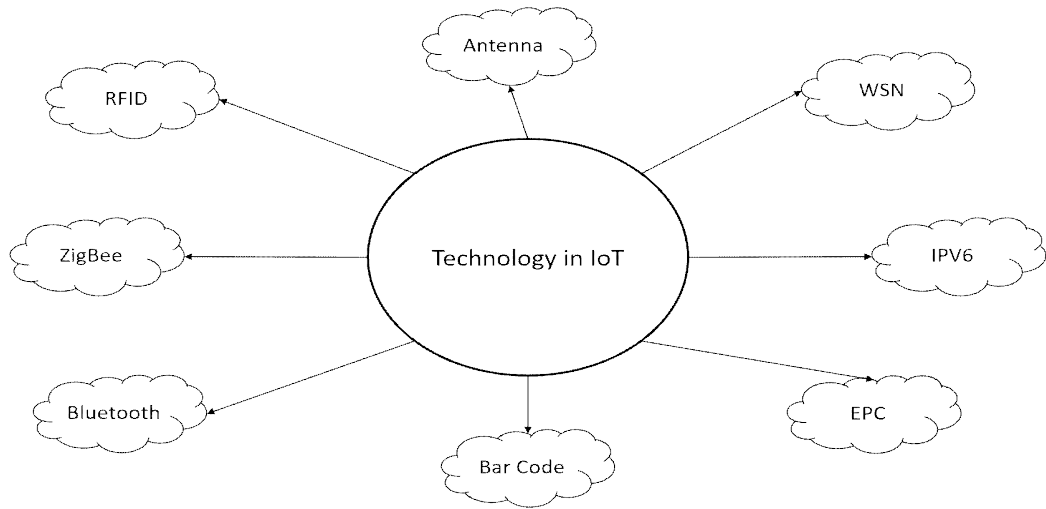 Antenna
RFID
WSN
ZigBee
Technology in IoT
IPV6
Bluetooth
EPC
Bar Code